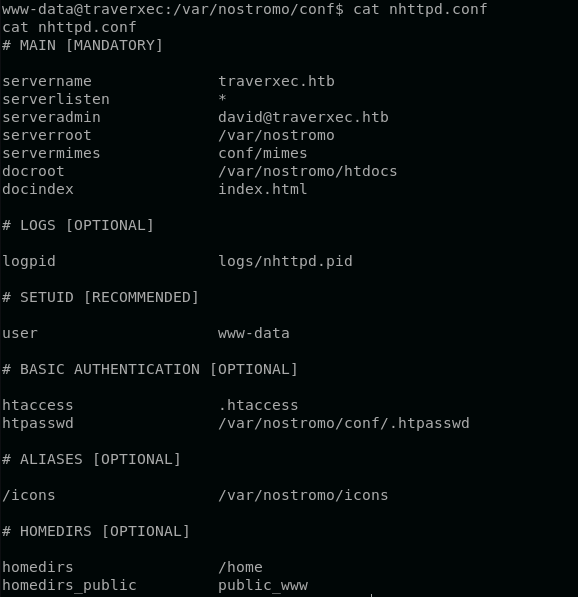 www-data@traverxec:/var/nostromo/conf$ cat nhttpd.conf
cat nhttpd.conf
# MAIN [MANDATORY]
servername traverxec.htb
serverlisten *
serveradmin david@traverxec.htb
serverroot /var/nostromo
servermimes conf/mimes
docroot /var/nostromo/htdocs
docindex index.html
# LOGS [OPTIONAL]
logpid logs/nhttpd.pid
# SETUID [RECOMMENDED]
user www-data
# BASIC AUTHENTICATION [OPTIONAL]
htaccess .htaccess
htpasswd /var/nostromo/conf/.htpasswd
# ALIASES [OPTIONAL]
/icons /var/nostromo/icons
# HOMEDIRS [OPTIONAL]
homedirs /home
homedirs_public public_www